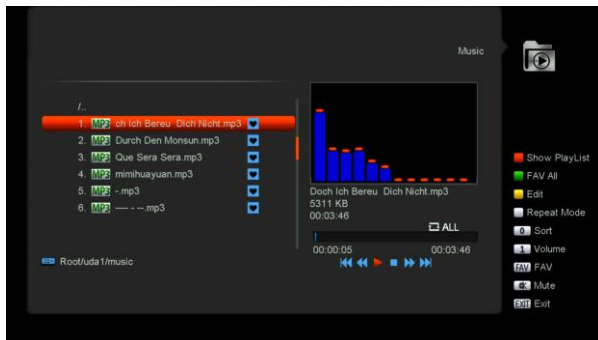 Music
/..
1. MP3 ch Ich Bereu Dich Nicht.mp3
2. MP3 Durch Den Monsun.mp3
3. MP3 Que Sera Sera.mp3
4. MP3 mimihuayuan.mp3
5. MP3 -.mp3
6. MP3 ---- - --.mp3
Root/uda1/music
Doch Ich Bereu Dich Nicht.mp3
5311 KB
00:03:46
ALL
00:00:05 00:03:46
Show PlayList
FAV All
Edit
Repeat Mode
0 Sort
1 Volume
FAV FAV
Mute
EXIT Exit